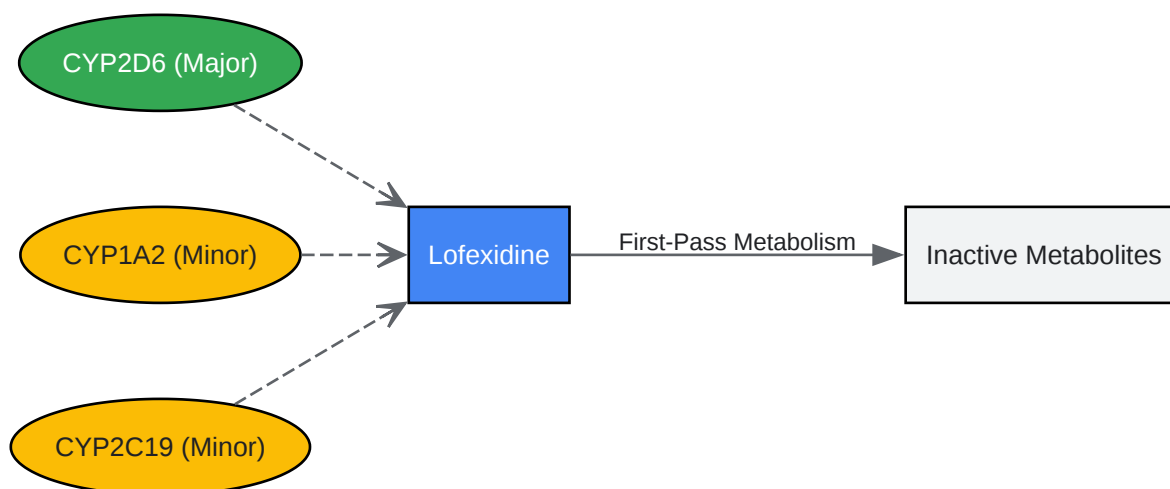 CYP2D6 (Major)
CYP1A2 (Minor)
CYP2C19 (Minor)
Lofexidine
First-Pass Metabolism
Inactive Metabolites